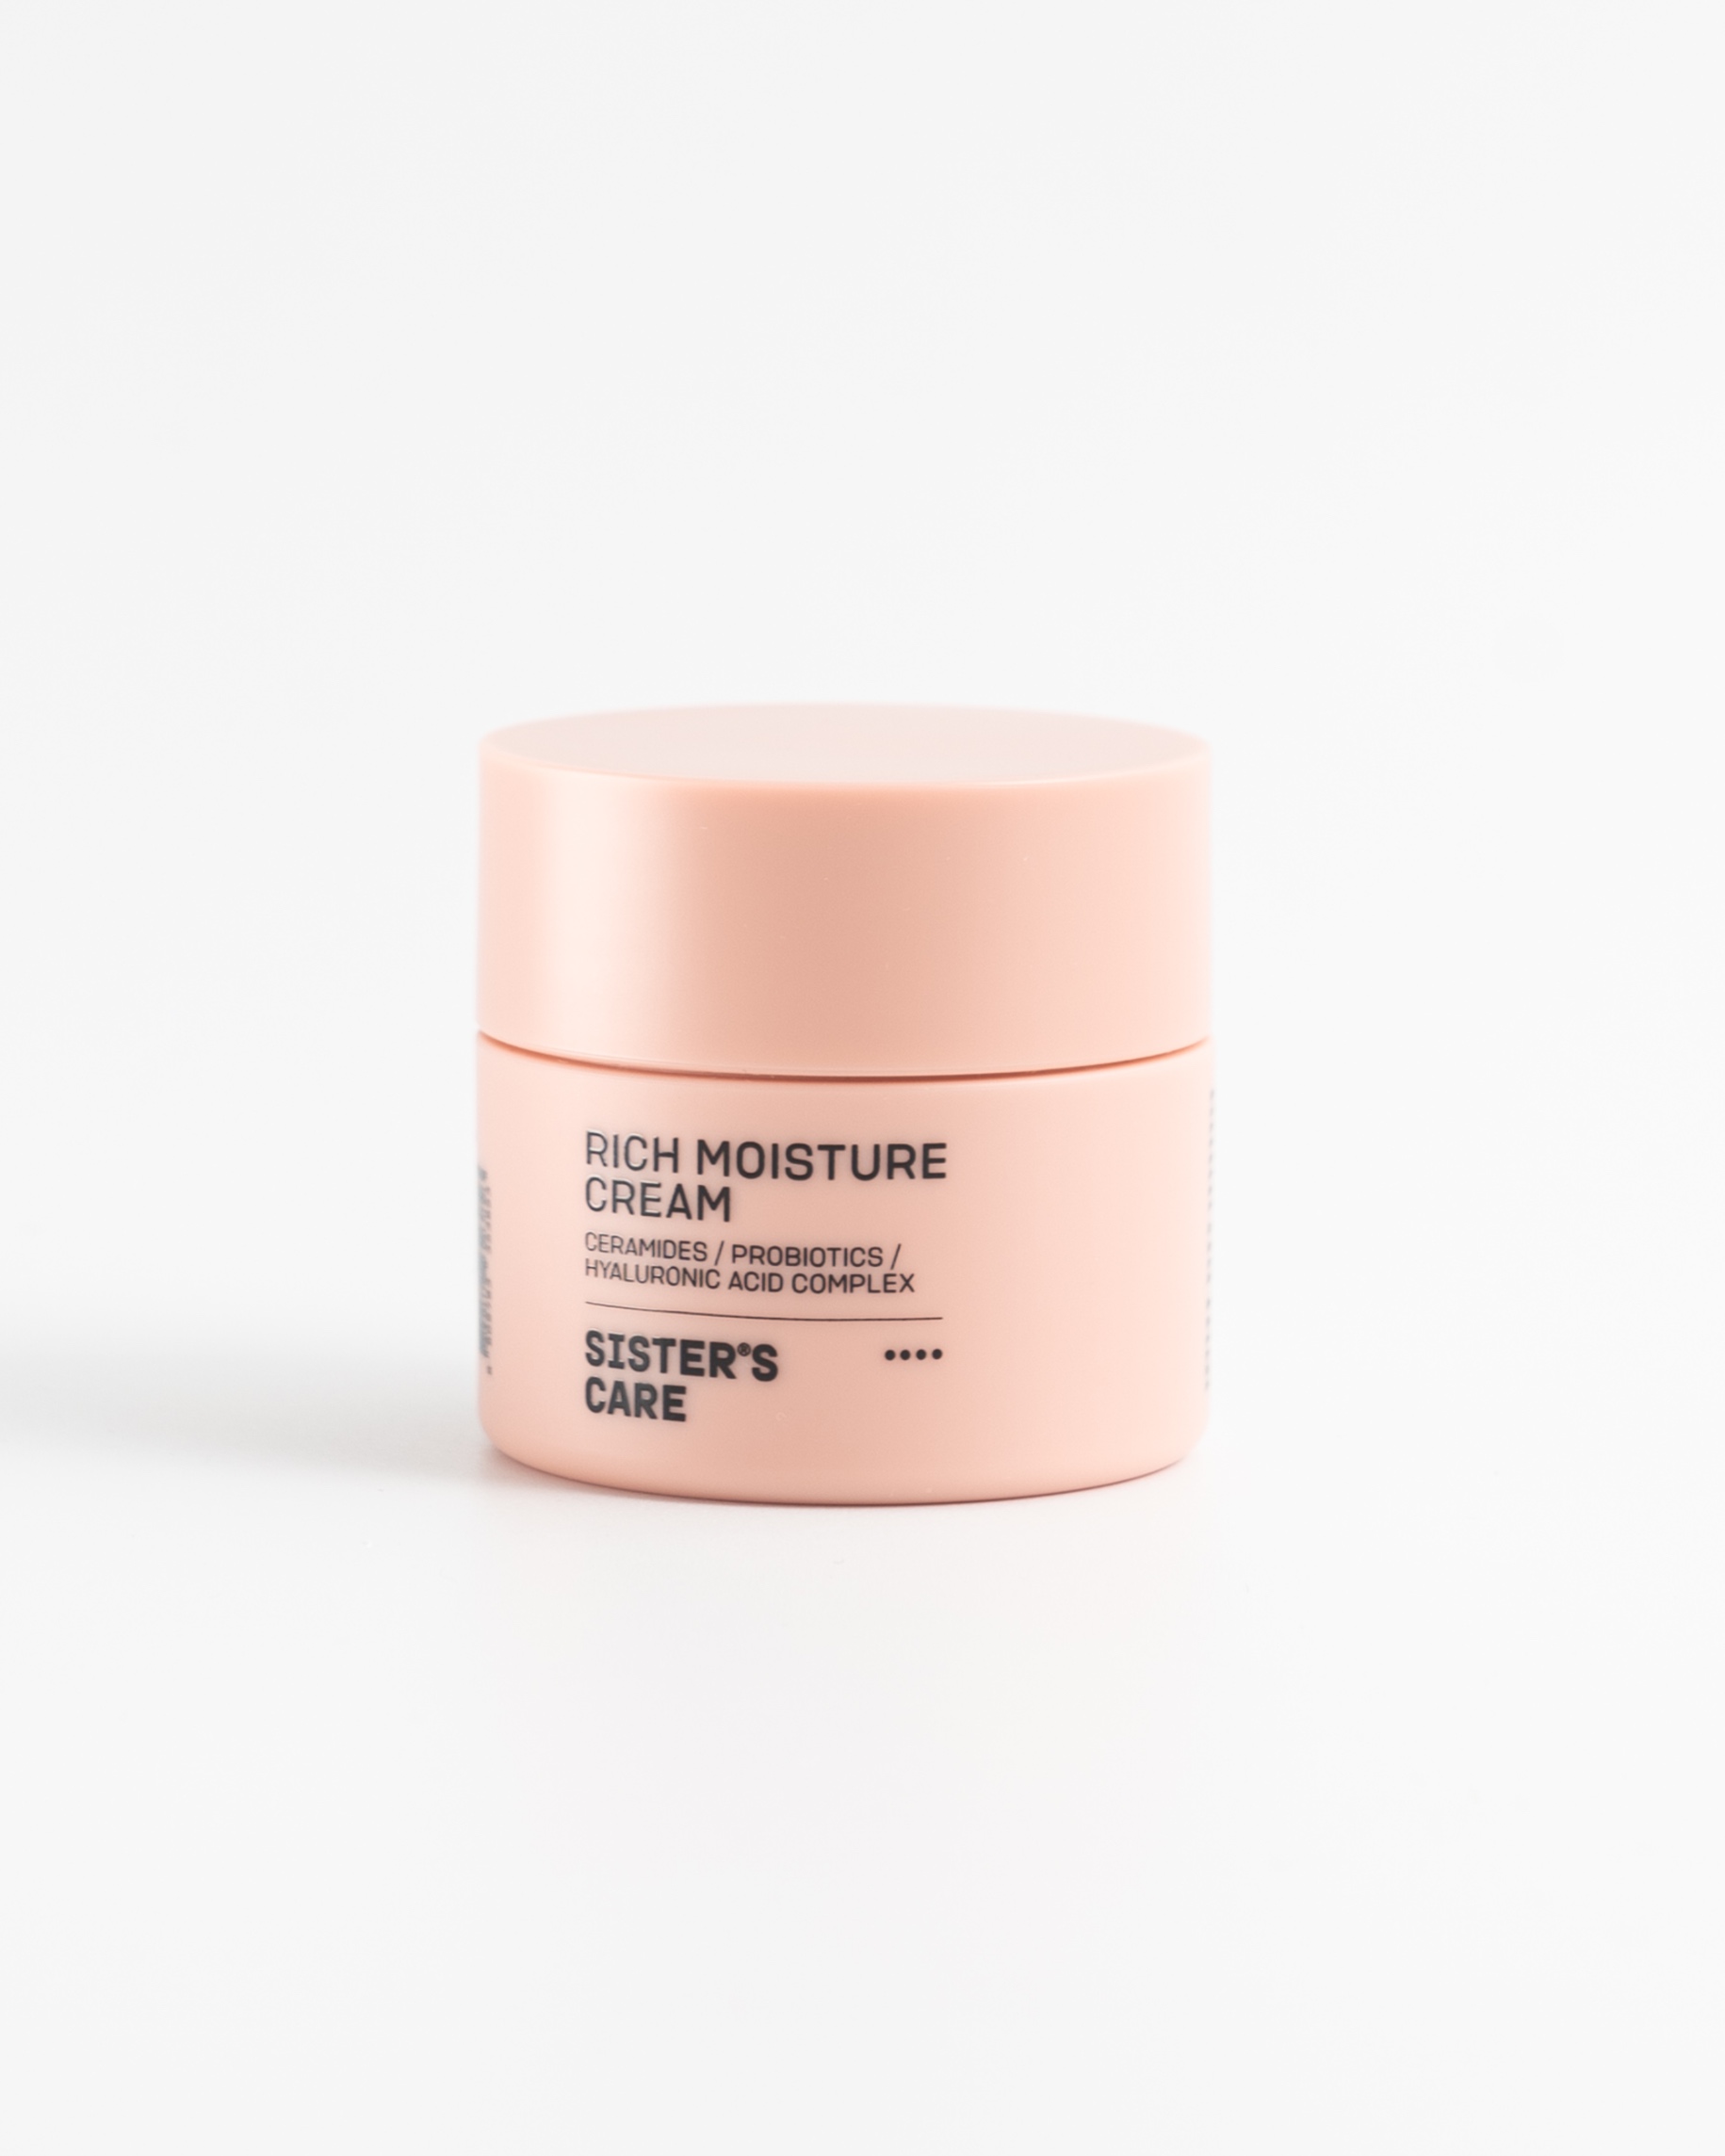 RICH MOISTURE
CREAM
CERAMIDES / PROBIOTICS /
HYALURONIC ACID COMPLEX
SISTER®S
CARE